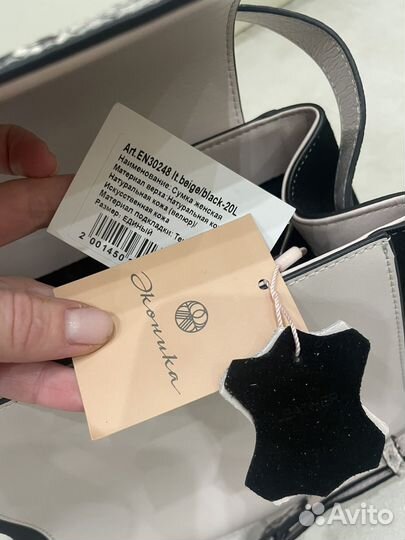 Art.EN30248 lt.beige/black-20L
Наименование: Сумка женская
Материал верха: Натуральная ко
Натуральная кожа (велюр)/
Искусственная кожа
Материал подкладки: Те
Размер: ЕДИНЫЙ
2 001450
Эконика
Avito